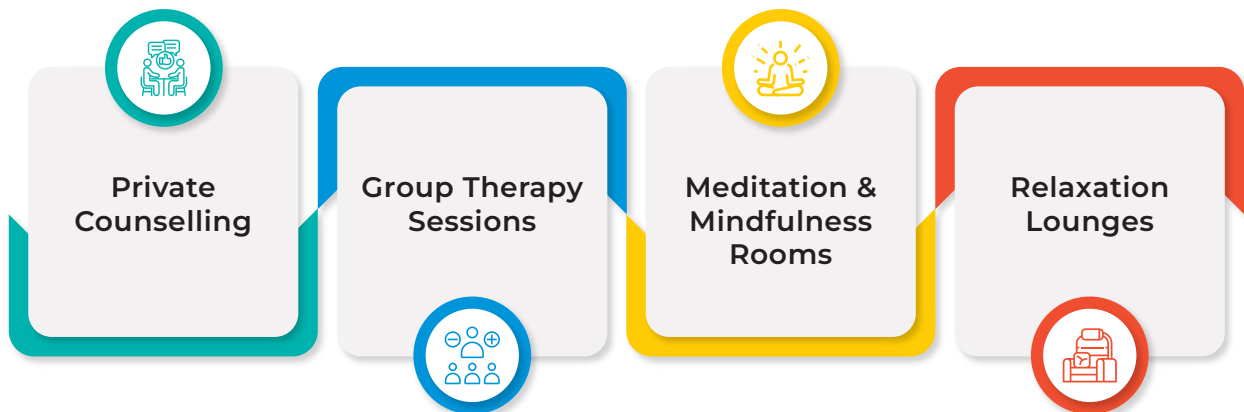 Private
Counselling
Group Therapy
Sessions
Meditation &
Mindfulness
Rooms
Relaxation
Lounges